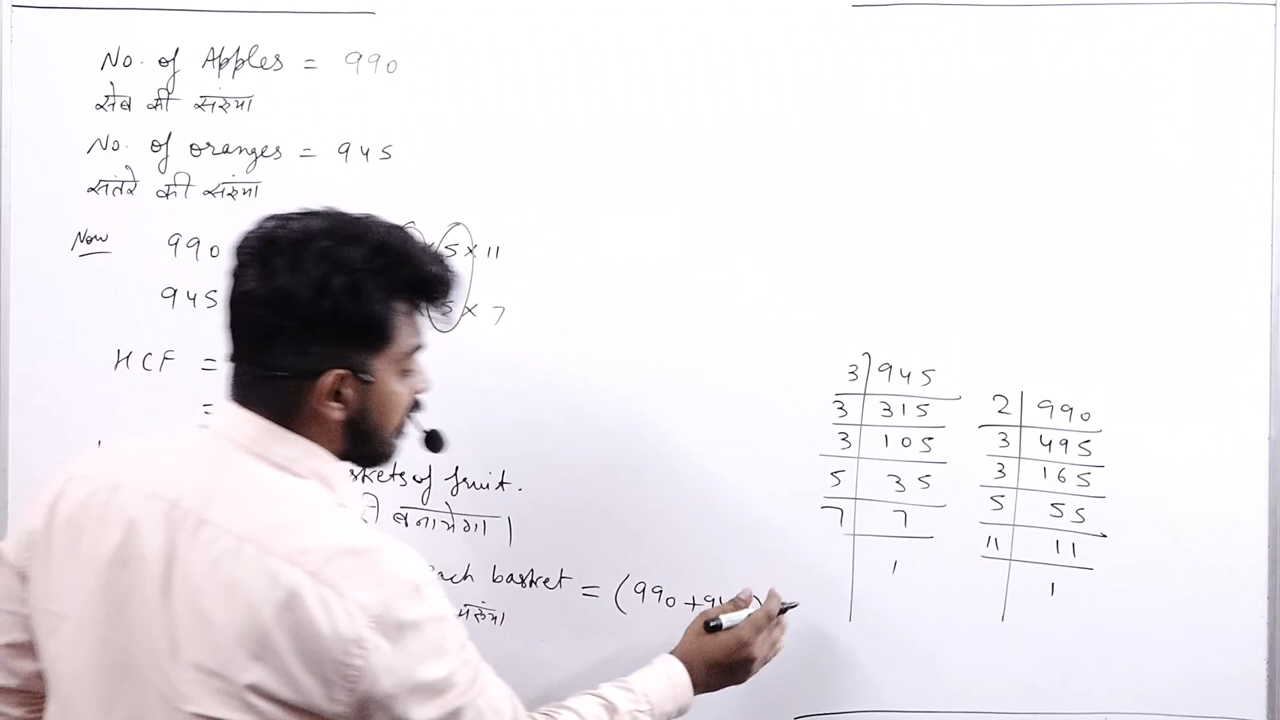 No. of Apples = 990
सेब की संख्या
No. of oranges = 945
संतरे की संख्या
Now 990 5 × 11
945 5 × 7
HCF =
=
skets of fruit.
बनायेगा।
each basket = (990 + 9
संख्या
3 945
3 315
3 105
5 35
7 7
1
2 990
3 495
3 165
5 55
11 11
1